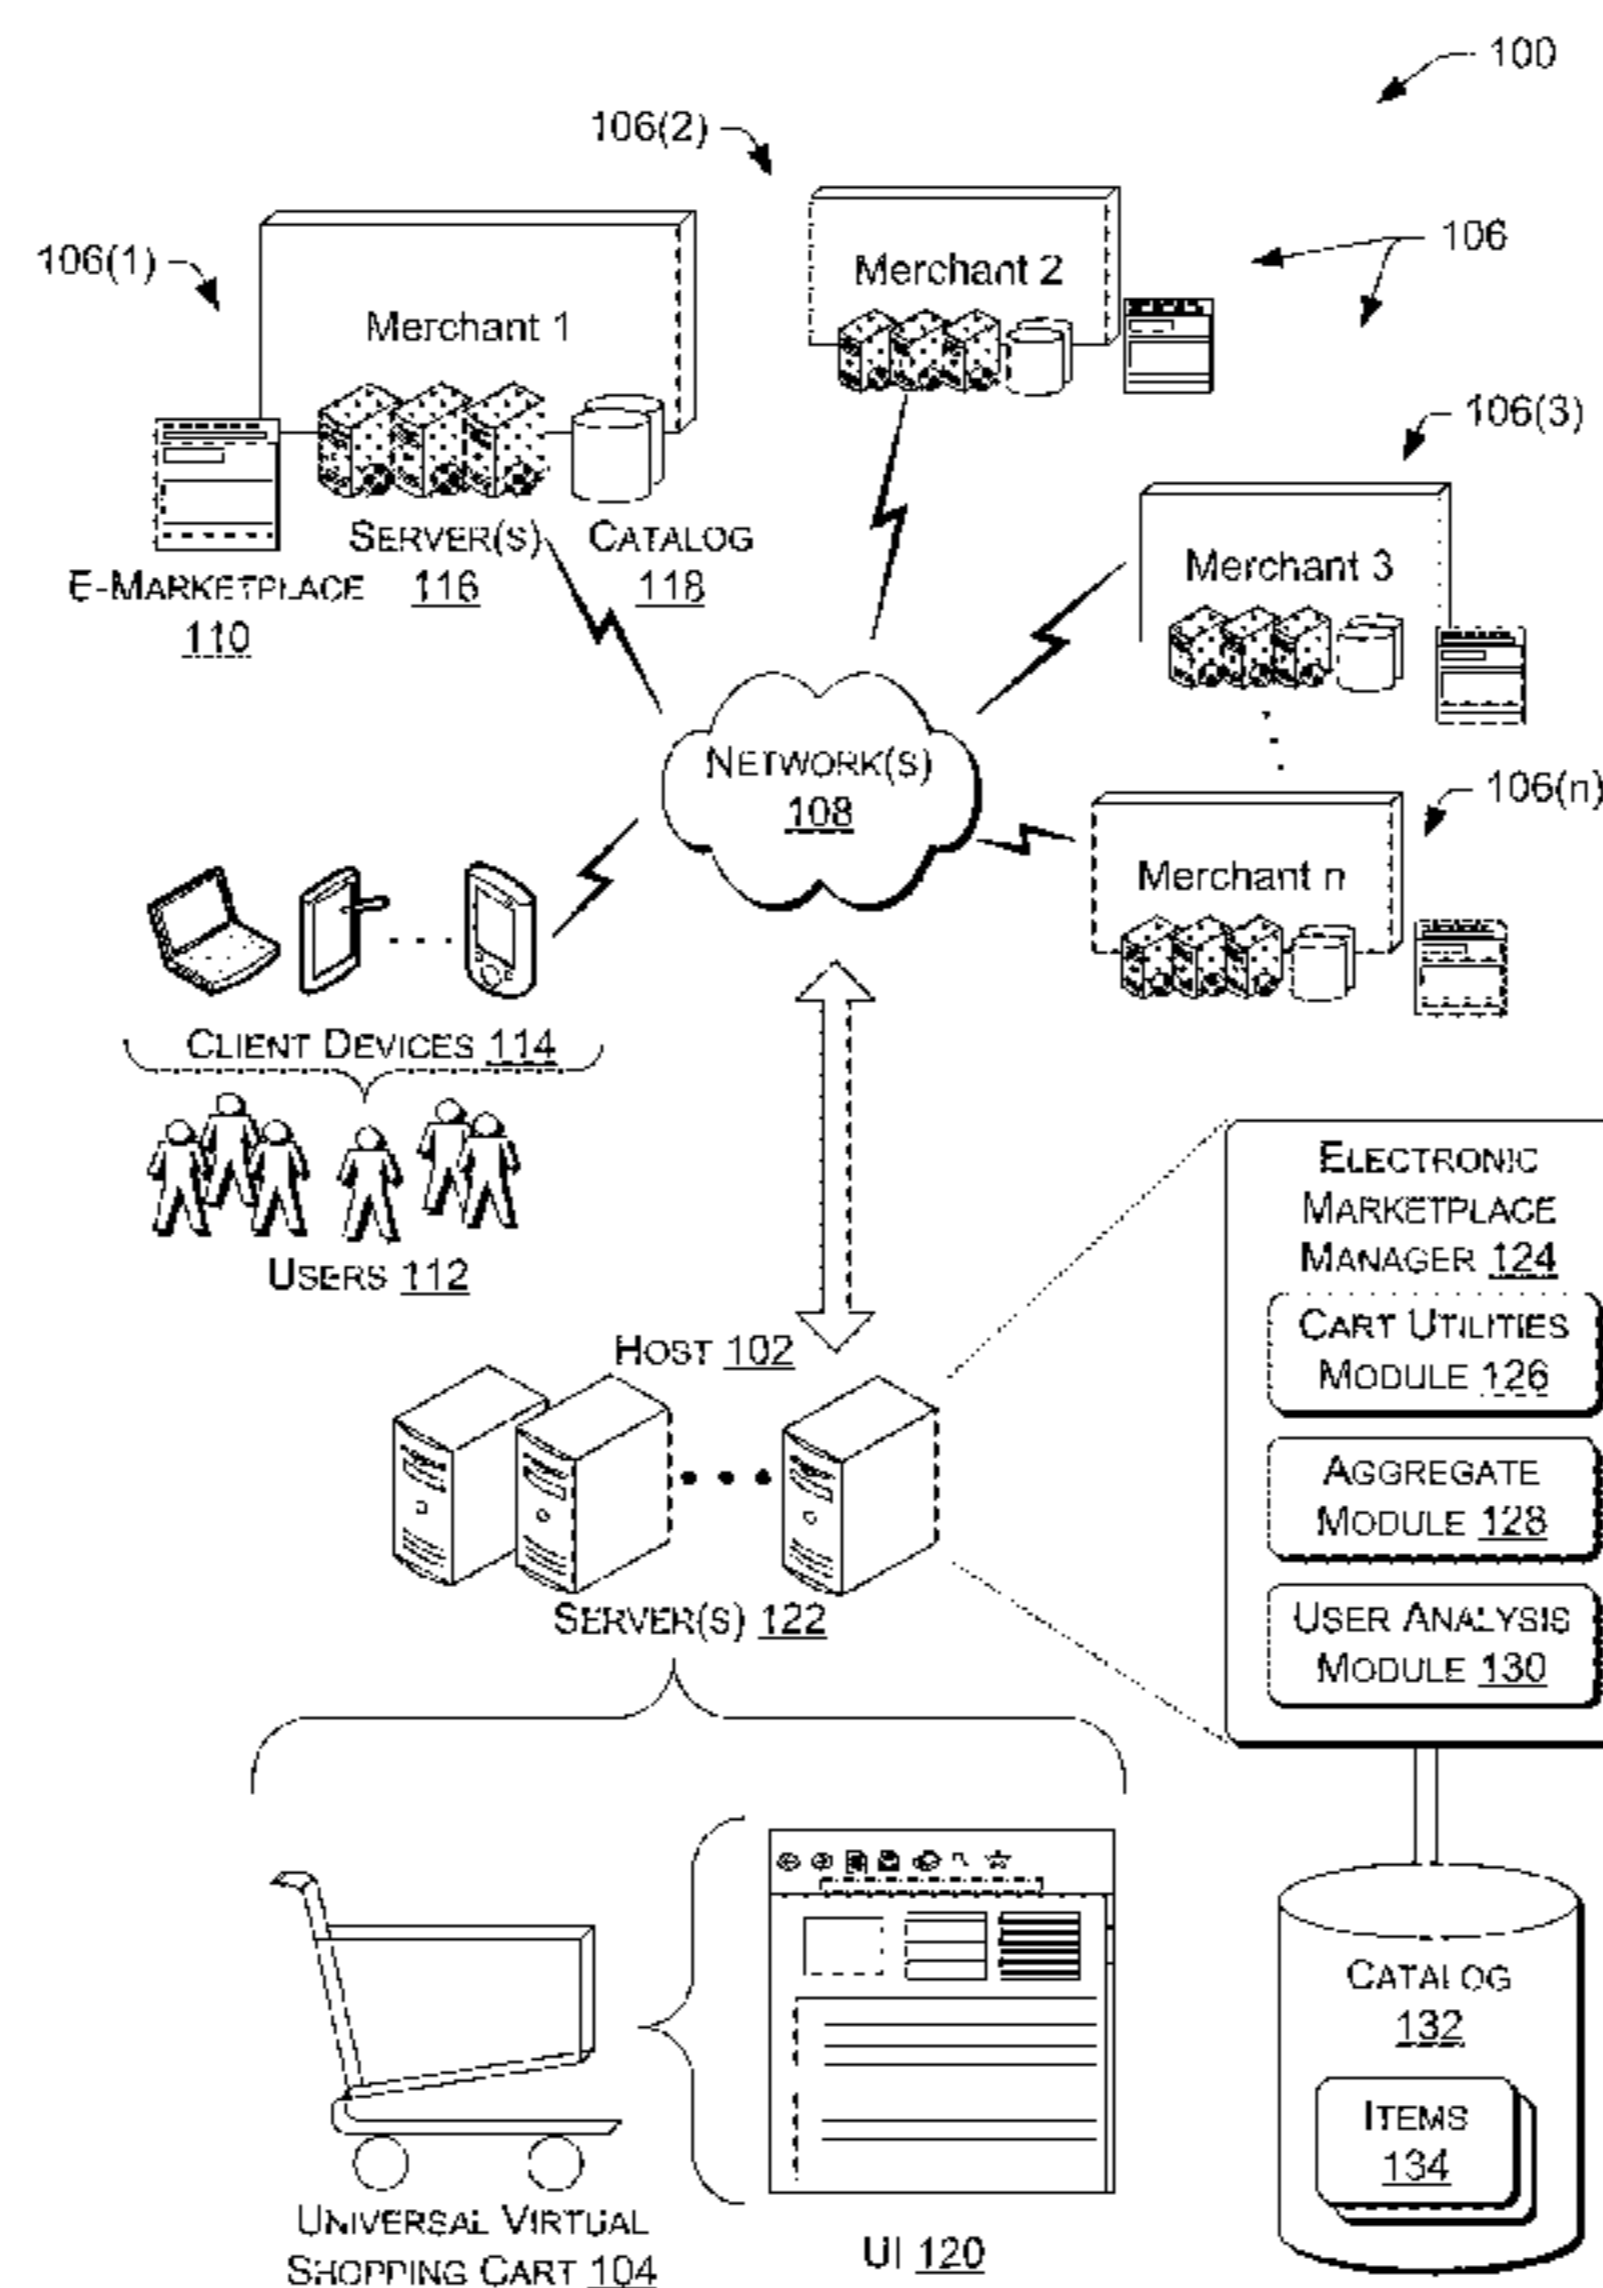 100
106(2)
106
106(1)
Merchant 2
Merchant 1
106(3)
SERVER(S)
116
CATALOG
118
E-MARKETPLACE
110
Merchant 3
NETWORK(S)
108
106(n)
Merchant n
CLIENT DEVICES 114
USERS 112
ELECTRONIC
MARKETPLACE
MANAGER 124
CART UTILITIES
MODULE 126
AGGREGATE
MODULE 128
USER ANALYSIS
MODULE 130
HOST 102
SERVER(S) 122
CATALOG
132
ITEMS
134
UNIVERSAL VIRTUAL
SHOPPING CART 104
UI 120